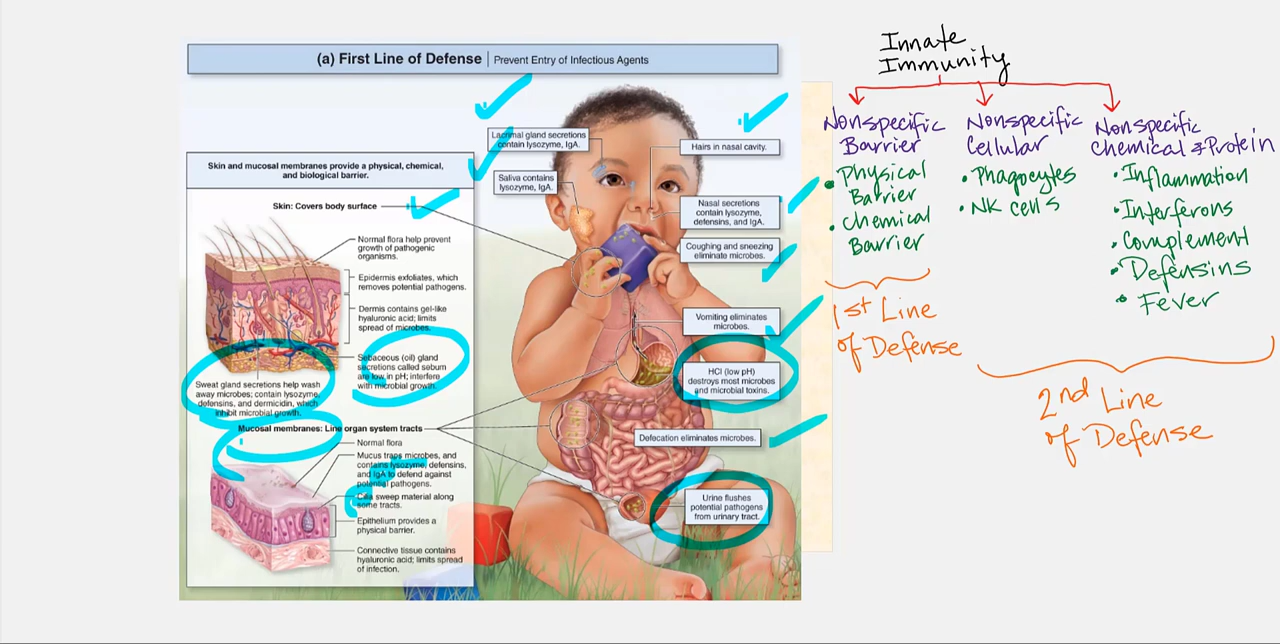 (a) First Line of Defense | Prevent Entry of Infectious Agents
Skin and mucosal membranes provide a physical, chemical,
and biological barrier.
Skin: Covers body surface
Normal flora help prevent
growth of pathogenic
organisms.
Epidermis exfoliates, which
removes potential pathogens.
Dermis contains gel-like
hyaluronic acid; limits
spread of microbes.
Sebaceous (oil) gland
secretions called sebum
are low in pH; interfere
with microbial growth.
Sweat gland secretions help wash
away microbes; contain lysozyme,
defensins, and dermicidin, which
inhibit microbial growth.
Mucosal membranes: Line organ system tracts
Normal flora
Mucus traps microbes, and
contains lysozyme, defensins,
and IgA to defend against
potential pathogens.
Cilia sweep material along
some tracts.
Epithelium provides a
physical barrier.
Connective tissue contains
hyaluronic acid; limits spread
of infection.
Lacrimal gland secretions
contain lysozyme, IgA.
Saliva contains
lysozyme, IgA.
Hairs in nasal cavity.
Nasal secretions
contain lysozyme,
defensins, and IgA.
Coughing and sneezing
eliminate microbes.
Vomiting eliminates
microbes.
HCl (low pH)
destroys most microbes
and microbial toxins.
Defecation eliminates microbes.
Urine flushes
potential pathogens
from urinary tract.
Innate
Immunity
Nonspecific
Barrier
• Physical
Barrier
• Chemical
Barrier
1st Line
of Defense
Nonspecific
Cellular
• Phagocytes
• NK cells
Nonspecific
Chemical & Protein
• Inflammation
• Interferons
• Complement
• Defensins
• Fever
2nd Line
of Defense